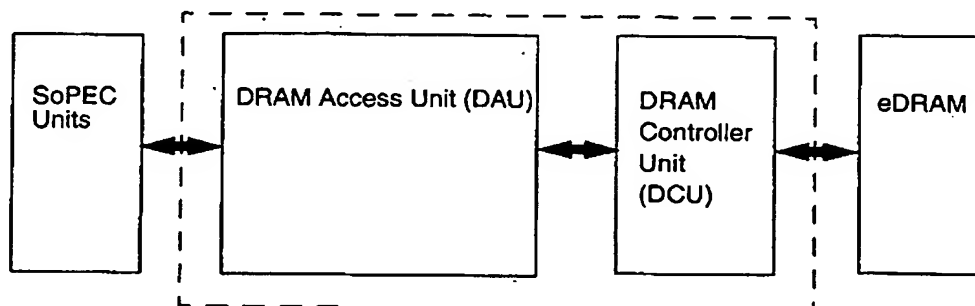 SoPEC
Units
DRAM Access Unit (DAU)
DRAM
Controller
Unit
(DCU)
eDRAM